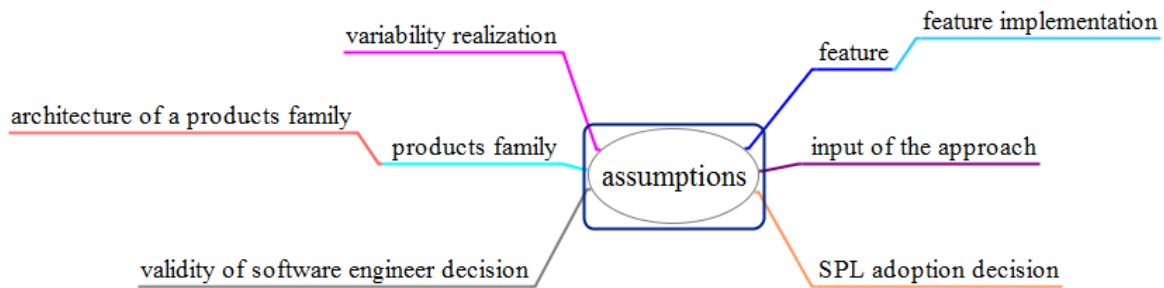 feature implementation
variability realization
feature
architecture of a products family
products family
input of the approach
assumptions
validity of software engineer decision
SPL adoption decision